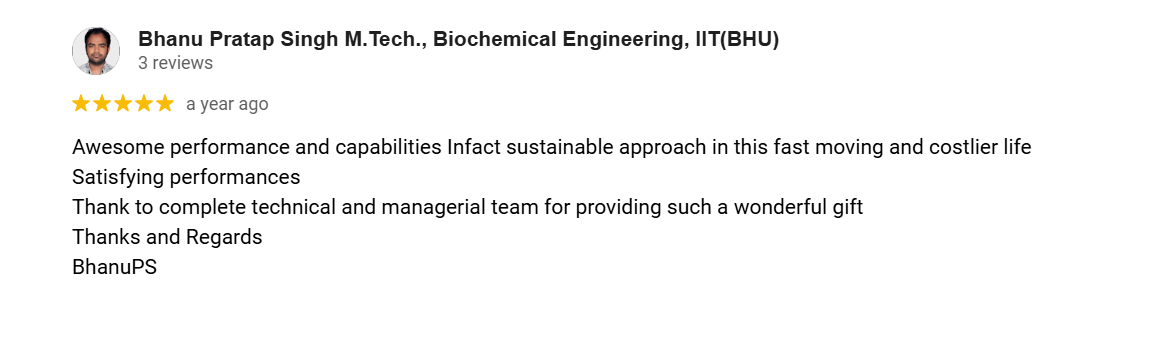 Bhanu Pratap Singh M.Tech., Biochemical Engineering, IIT(BHU)
3 reviews
a year ago
Awesome performance and capabilities Infact sustainable approach in this fast moving and costlier life
Satisfying performances
Thank to complete technical and managerial team for providing such a wonderful gift
Thanks and Regards
BhanuPS